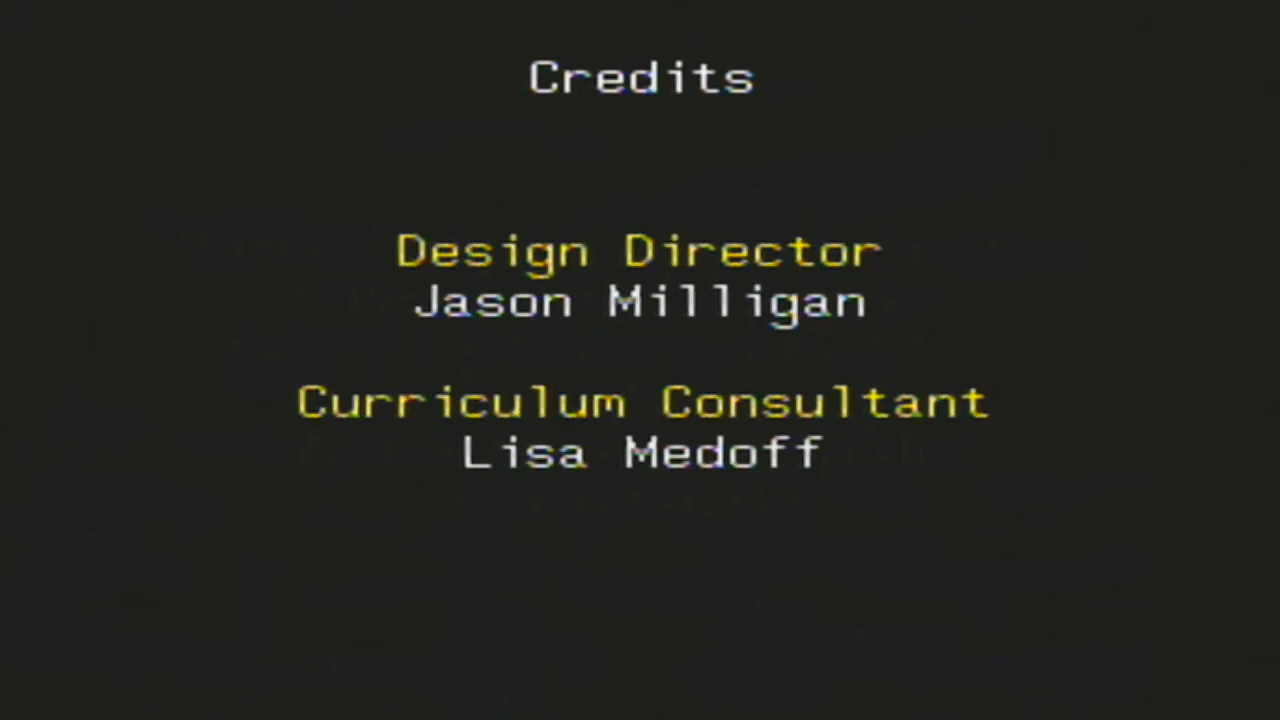 Credits
Design Director
Jason Milligan
Curriculum Consultant
Lisa Medoff